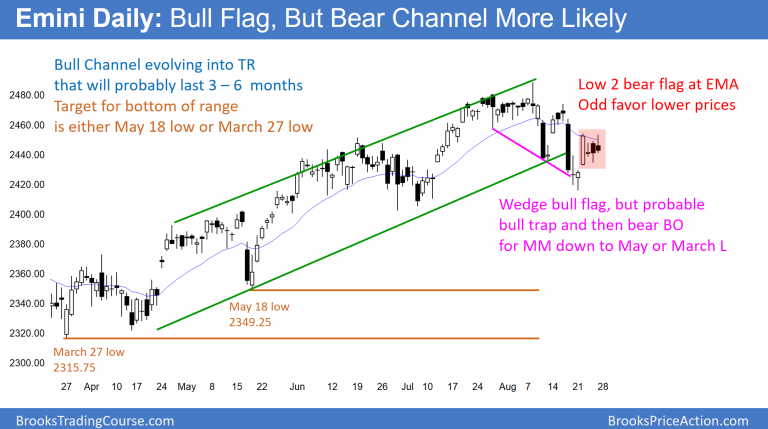 Emini Daily: Bull Flag, But Bear Channel More Likely
Bull Channel evolving into TR
that will probably last 3 – 6 months
Target for bottom of range
is either May 18 low or March 27 low
Low 2 bear flag at EMA
Odd favor lower prices
2480.00
2460.00
2440.00
2420.00
2400.00
2380.00
2360.00
2340.00
2320.00
2300.00
Wedge bull flag, but probable
bull trap and then bear BO
for MM down to May or March L
May 18 low
2349.25
March 27 low
2315.75
27 Apr 10 17 24 May 8 15 22 Jun 12 19 26 Jul 10 17 24 Aug 7 14 21 28
BrooksTradingCourse.com
BrooksPriceAction.com